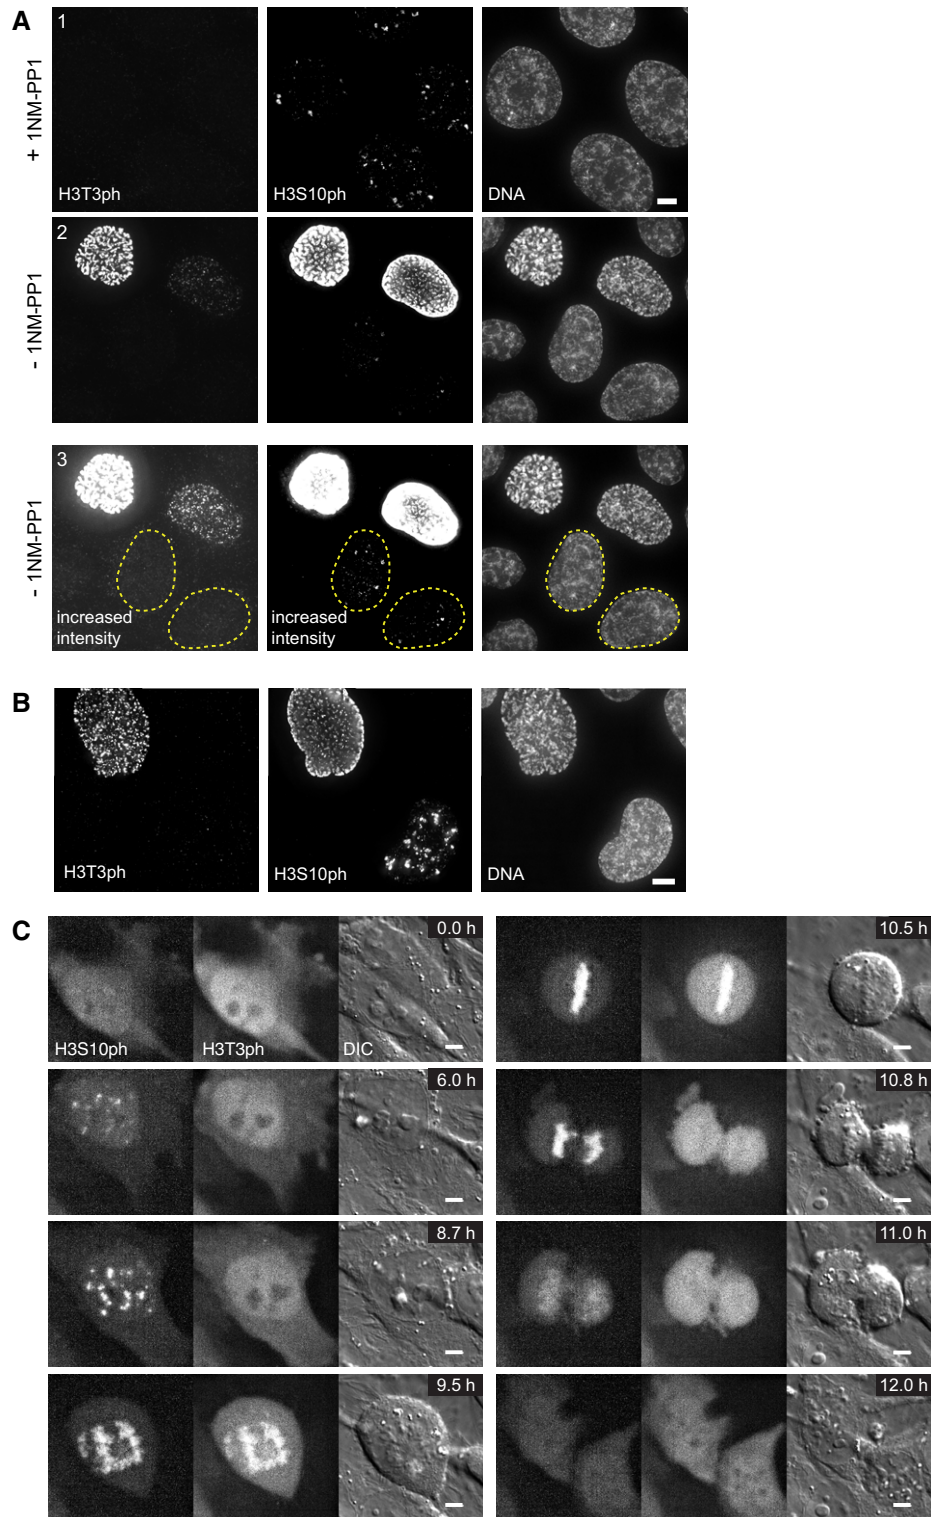 A
+ 1NM-PP1
1
H3T3ph
H3S10ph
DNA
- 1NM-PP1
2
- 1NM-PP1
3
increased
intensity
increased
intensity
B
H3T3ph
H3S10ph
DNA
C
0.0 h
H3S10ph
H3T3ph
DIC
10.5 h
6.0 h
10.8 h
8.7 h
11.0 h
9.5 h
12.0 h